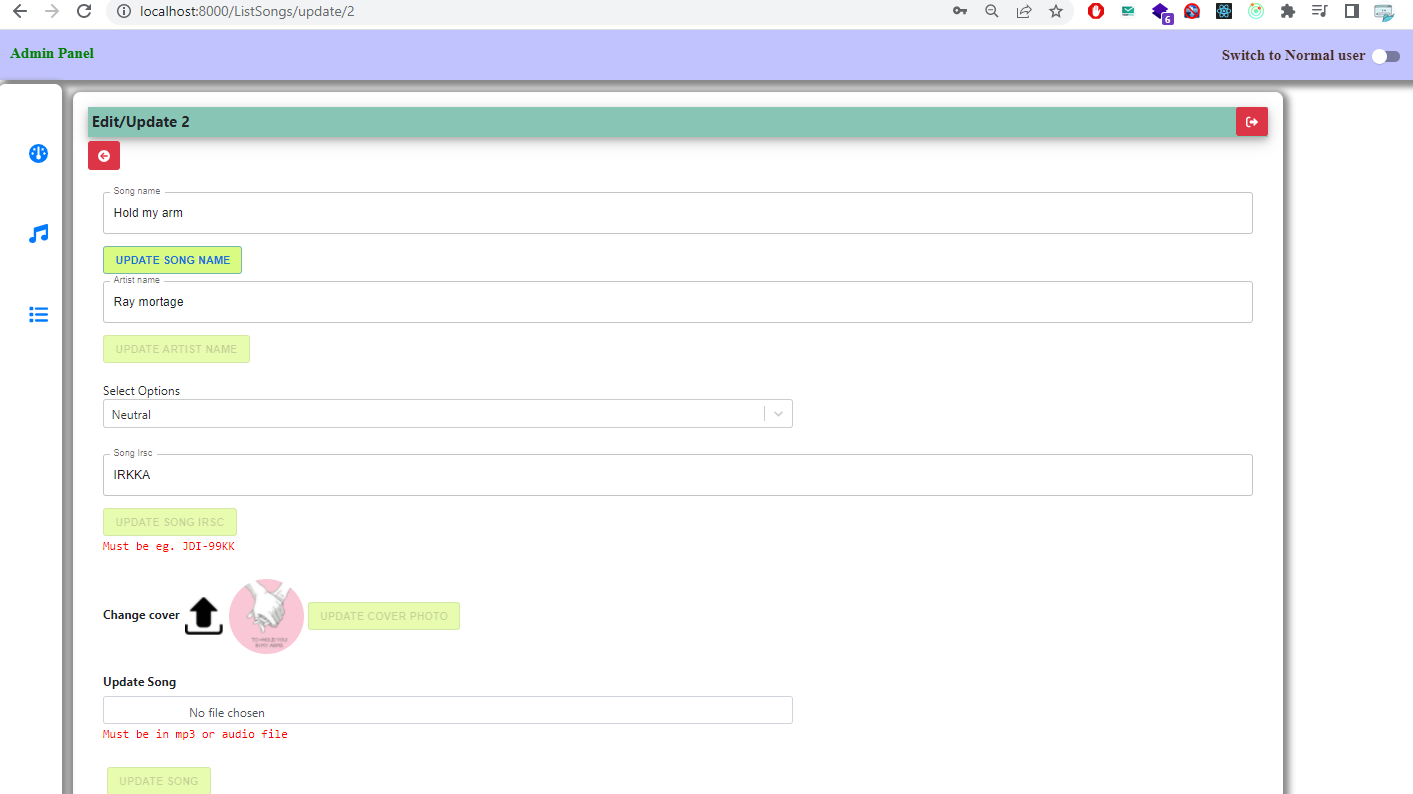 localhost:8000/ListSongs/update/2
6
Admin Panel
Switch to Normal user
Edit/Update 2
Song name
Hold my arm
UPDATE SONG NAME
Artist name
Ray mortage
UPDATE ARTIST NAME
Select Options
Neutral
Song Irsc
IRKKA
UPDATE SONG IRSC
Must be eg. JDI-99KK
Change cover
UPDATE COVER PHOTO
Update Song
No file chosen
Must be in mp3 or audio file
UPDATE SONG